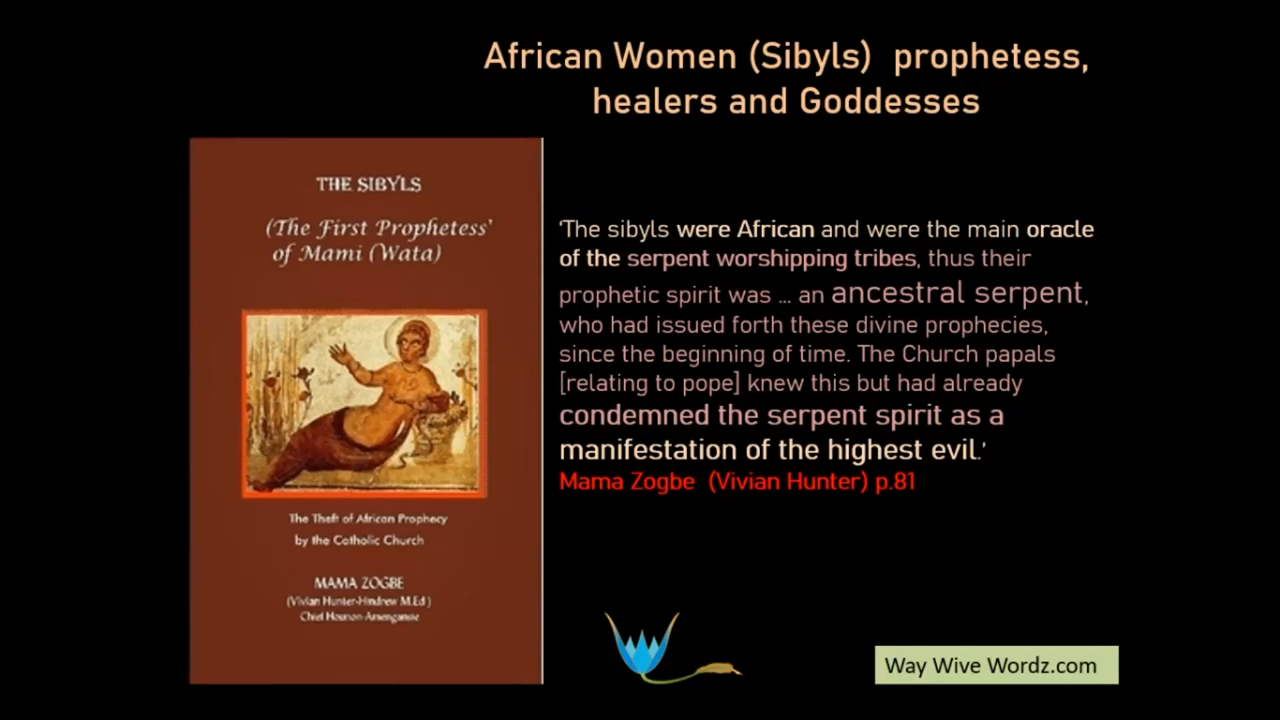 African Women (Sibyls) prophetess,
healers and Goddesses
THE SIBYLS
(The First Prophetess'
of Mami (Wata)
The Theft of African Prophecy
by the Catholic Church
MAMA ZOGBE
(Vivian Hunter-Hindrew M.Ed)
Chief Hounon-Amengansie
'The sibyls were African and were the main oracle
of the serpent worshipping tribes, thus their
prophetic spirit was ... an ancestral serpent,
who had issued forth these divine prophecies,
since the beginning of time. The Church papals
[relating to pope] knew this but had already
condemned the serpent spirit as a
manifestation of the highest evil.'
Mama Zogbe (Vivian Hunter) p.81
Way Wive Wordz.com